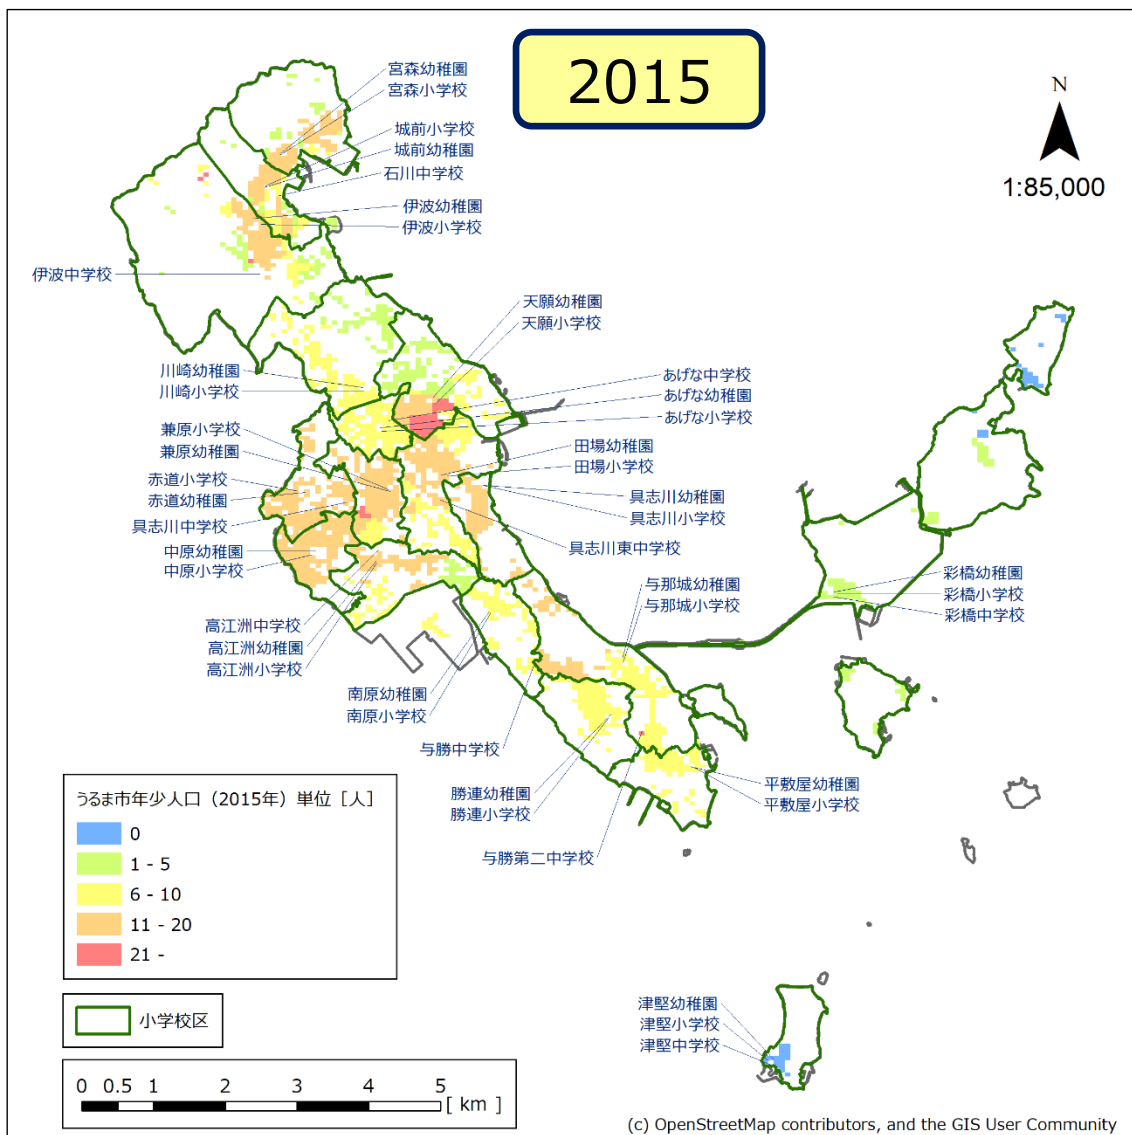 2015
N
1:85,000
宮森幼稚園
宮森小学校
城前小学校
城前幼稚園
石川中学校
伊波幼稚園
伊波小学校
伊波中学校
天願幼稚園
天願小学校
川崎幼稚園
川崎小学校
あげな中学校
あげな幼稚園
あげな小学校
兼原小学校
兼原幼稚園
田場幼稚園
田場小学校
赤道小学校
赤道幼稚園
具志川幼稚園
具志川小学校
具志川中学校
具志川東中学校
中原幼稚園
中原小学校
彩橋幼稚園
彩橋小学校
彩橋中学校
与那城幼稚園
与那城小学校
高江洲中学校
高江洲幼稚園
高江洲小学校
南原幼稚園
南原小学校
与勝中学校
平敷屋幼稚園
平敷屋小学校
勝連幼稚園
勝連小学校
与勝第二中学校
うるま市年少人口（2015年）単位［人］
0
1 - 5
6 - 10
11 - 20
21 -
小学校区
津堅幼稚園
津堅小学校
津堅中学校
0 0.5 1 2 3 4 5
[ km ]
(c) OpenStreetMap contributors, and the GIS User Community